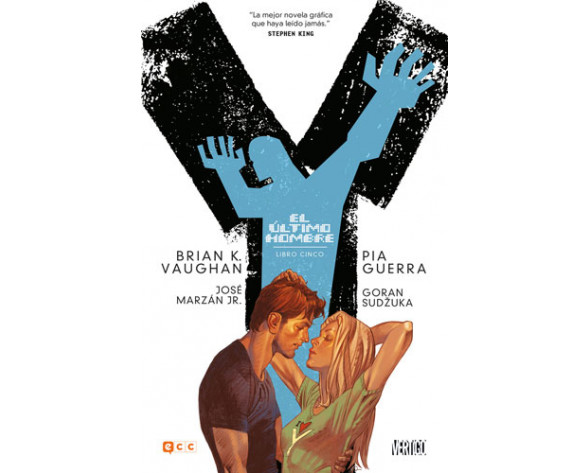 “La mejor novela gráfica
que haya leído jamás.”
STEPHEN KING
Y
EL
ÚLTIMO
HOMBRE
LIBRO CINCO
BRIAN K.
VAUGHAN
PIA
GUERRA
JOSÉ
MARZÁN JR.
GORAN
SUDŽUKA
Y
ecc
VERTIGO